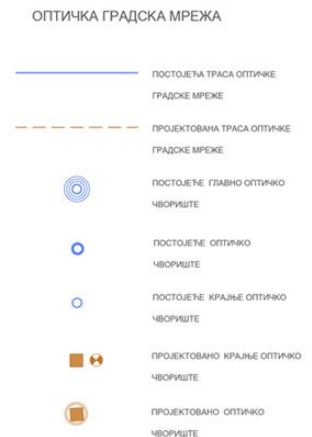 ОПТИЧКА ГРАДСКА МРЕЖА
ПОСТОЈЕЋА ТРАСА ОПТИЧКЕ
ГРАДСКЕ МРЕЖЕ
ПРОЈЕКТОВАНА ТРАСА ОПТИЧКЕ
ГРАДСКЕ МРЕЖЕ
ПОСТОЈЕЋЕ ГЛАВНО ОПТИЧКО
ЧВОРИШТЕ
ПОСТОЈЕЋЕ ОПТИЧКО
ЧВОРИШТЕ
ПОСТОЈЕЋЕ КРАЈЊЕ ОПТИЧКО
ЧВОРИШТЕ
ПРОЈЕКТОВАНО КРАЈЊЕ ОПТИЧКО
ЧВОРИШТЕ
ПРОЈЕКТОВАНО ОПТИЧКО
ЧВОРИШТЕ